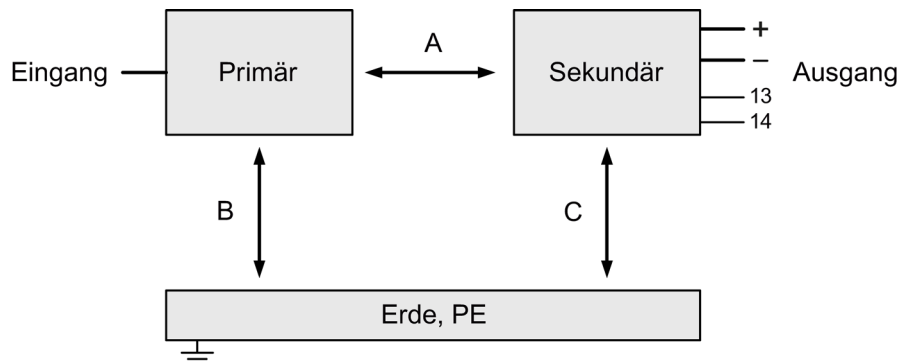 A
Eingang
Primär
Sekundär
+
–
13
14
Ausgang
B
C
Erde, PE